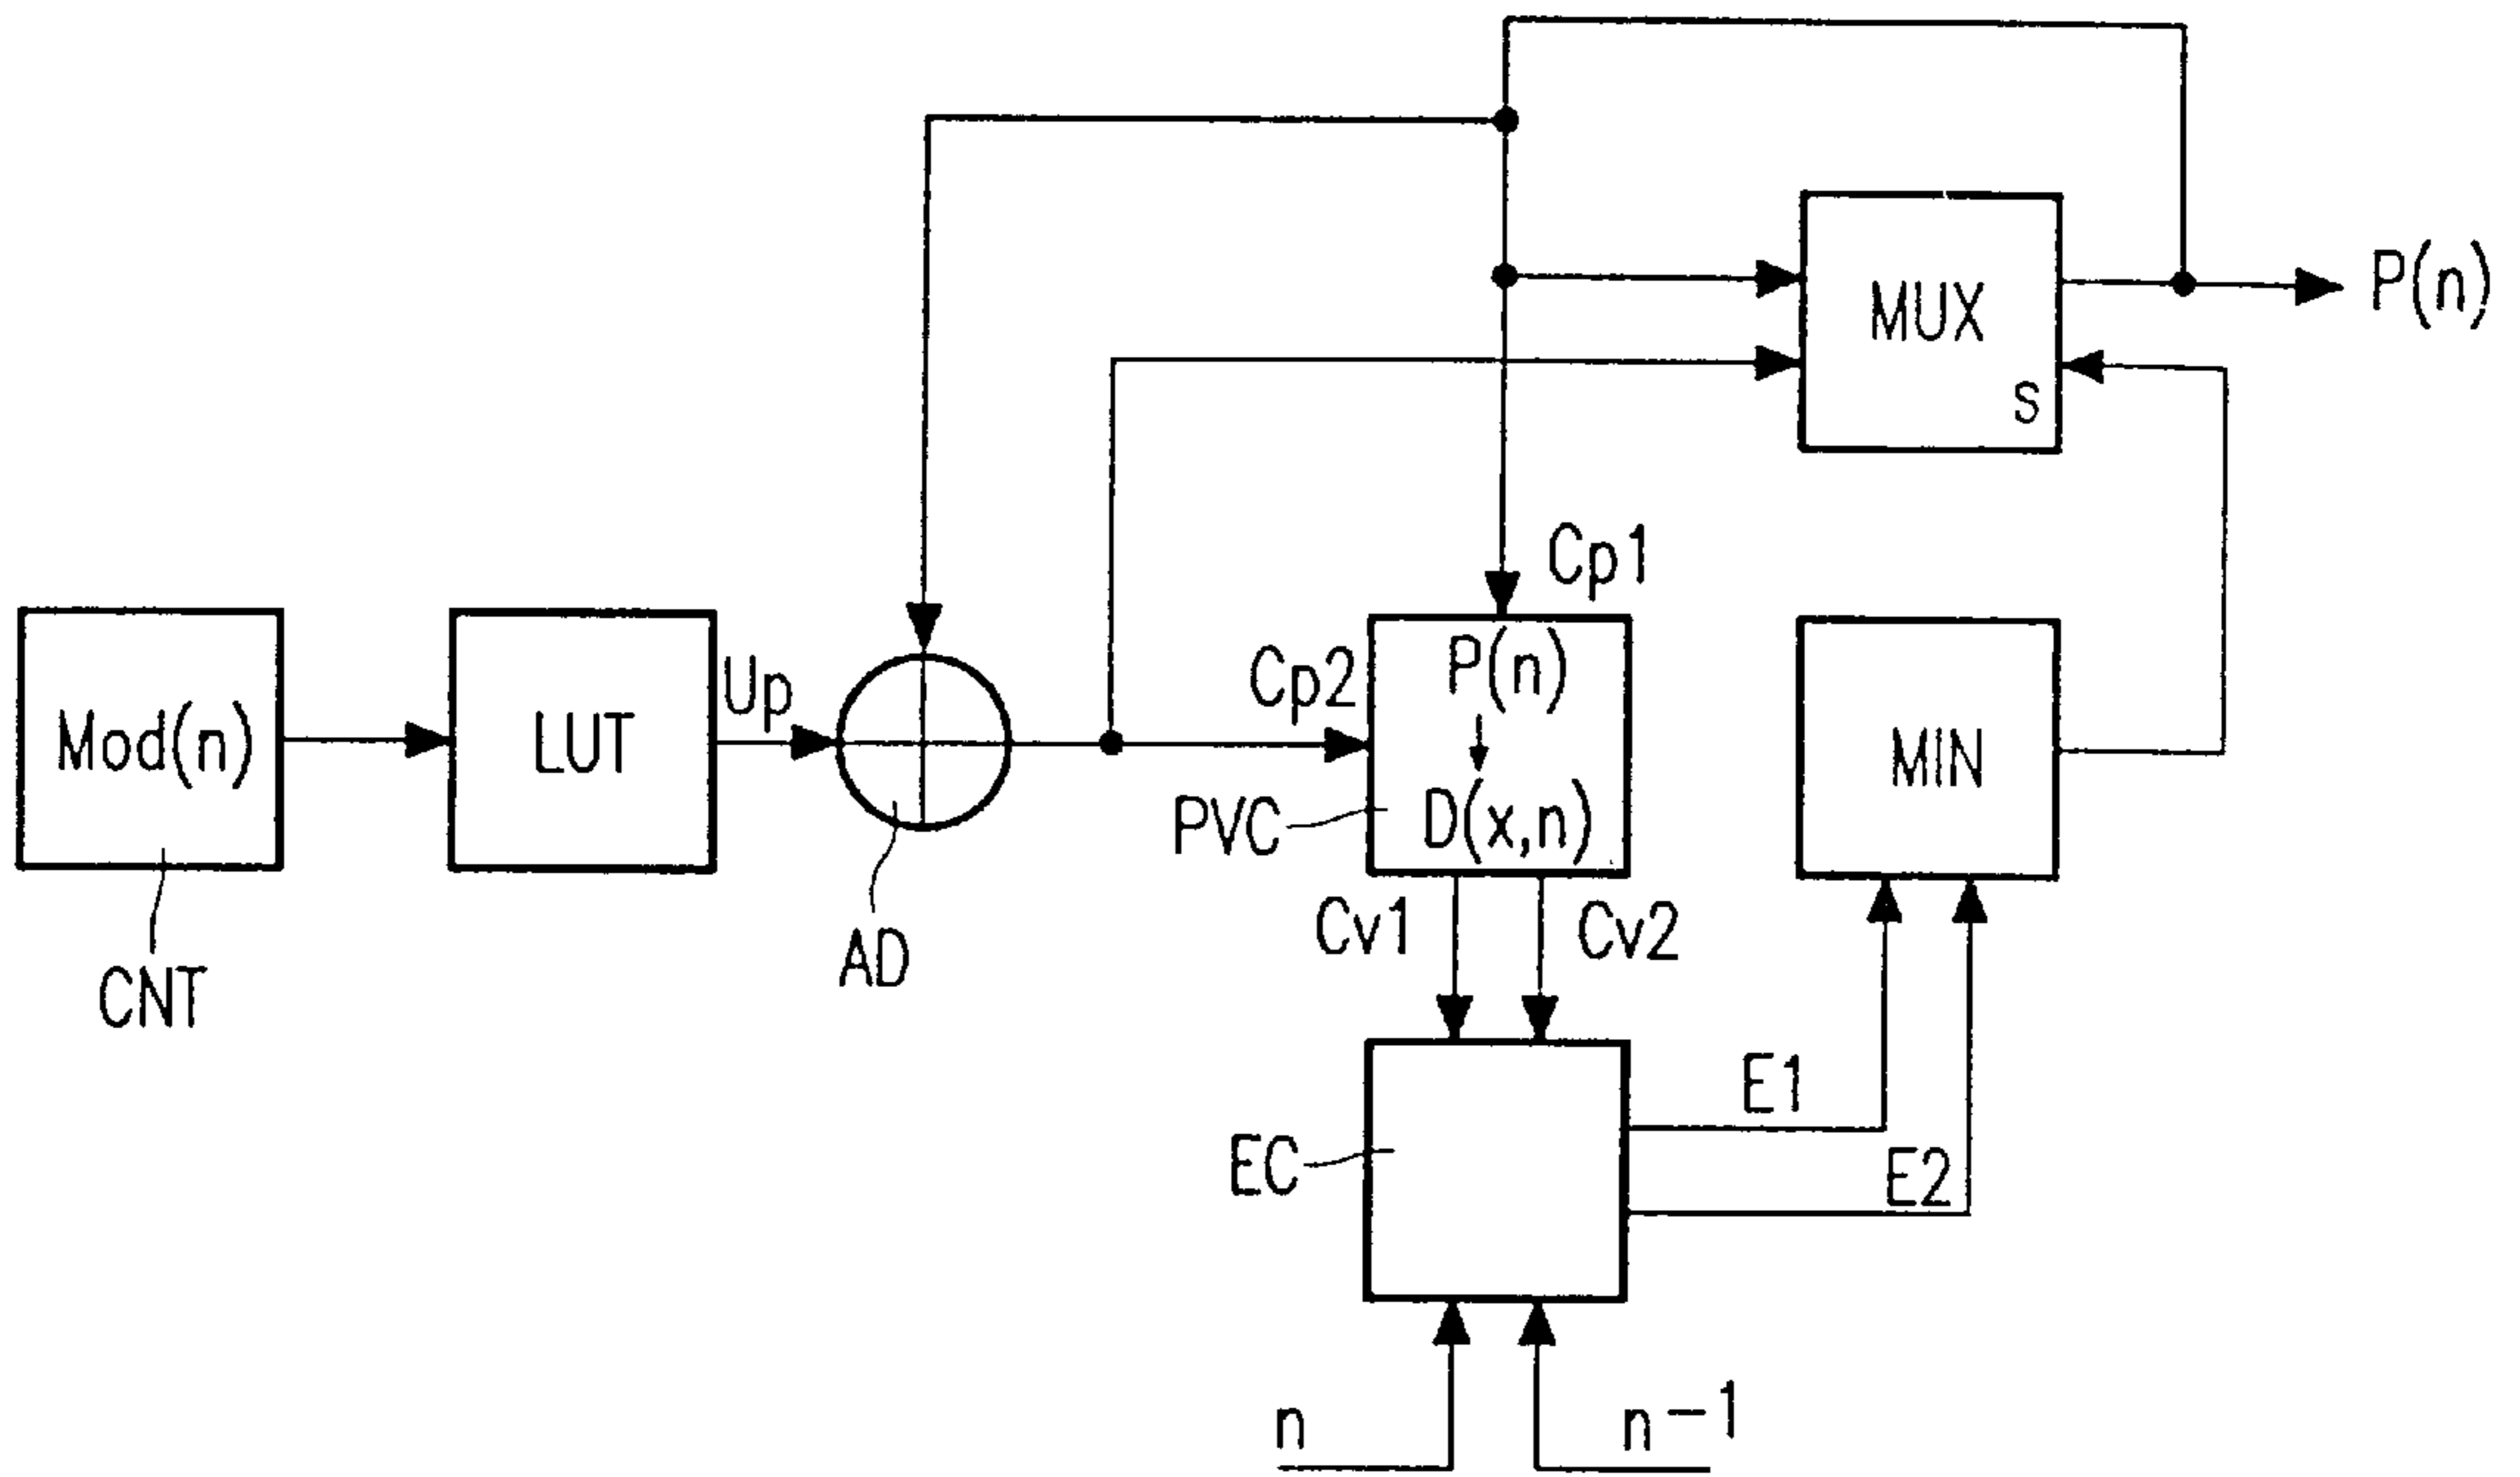 P(n)
MUX
s
Cp1
Mod(n)
LUT
Up
Cp2
P(n)
D(x,n)
PVC
MIN
Cv1
Cv2
AD
CNT
E1
EC
E2
n
n-1